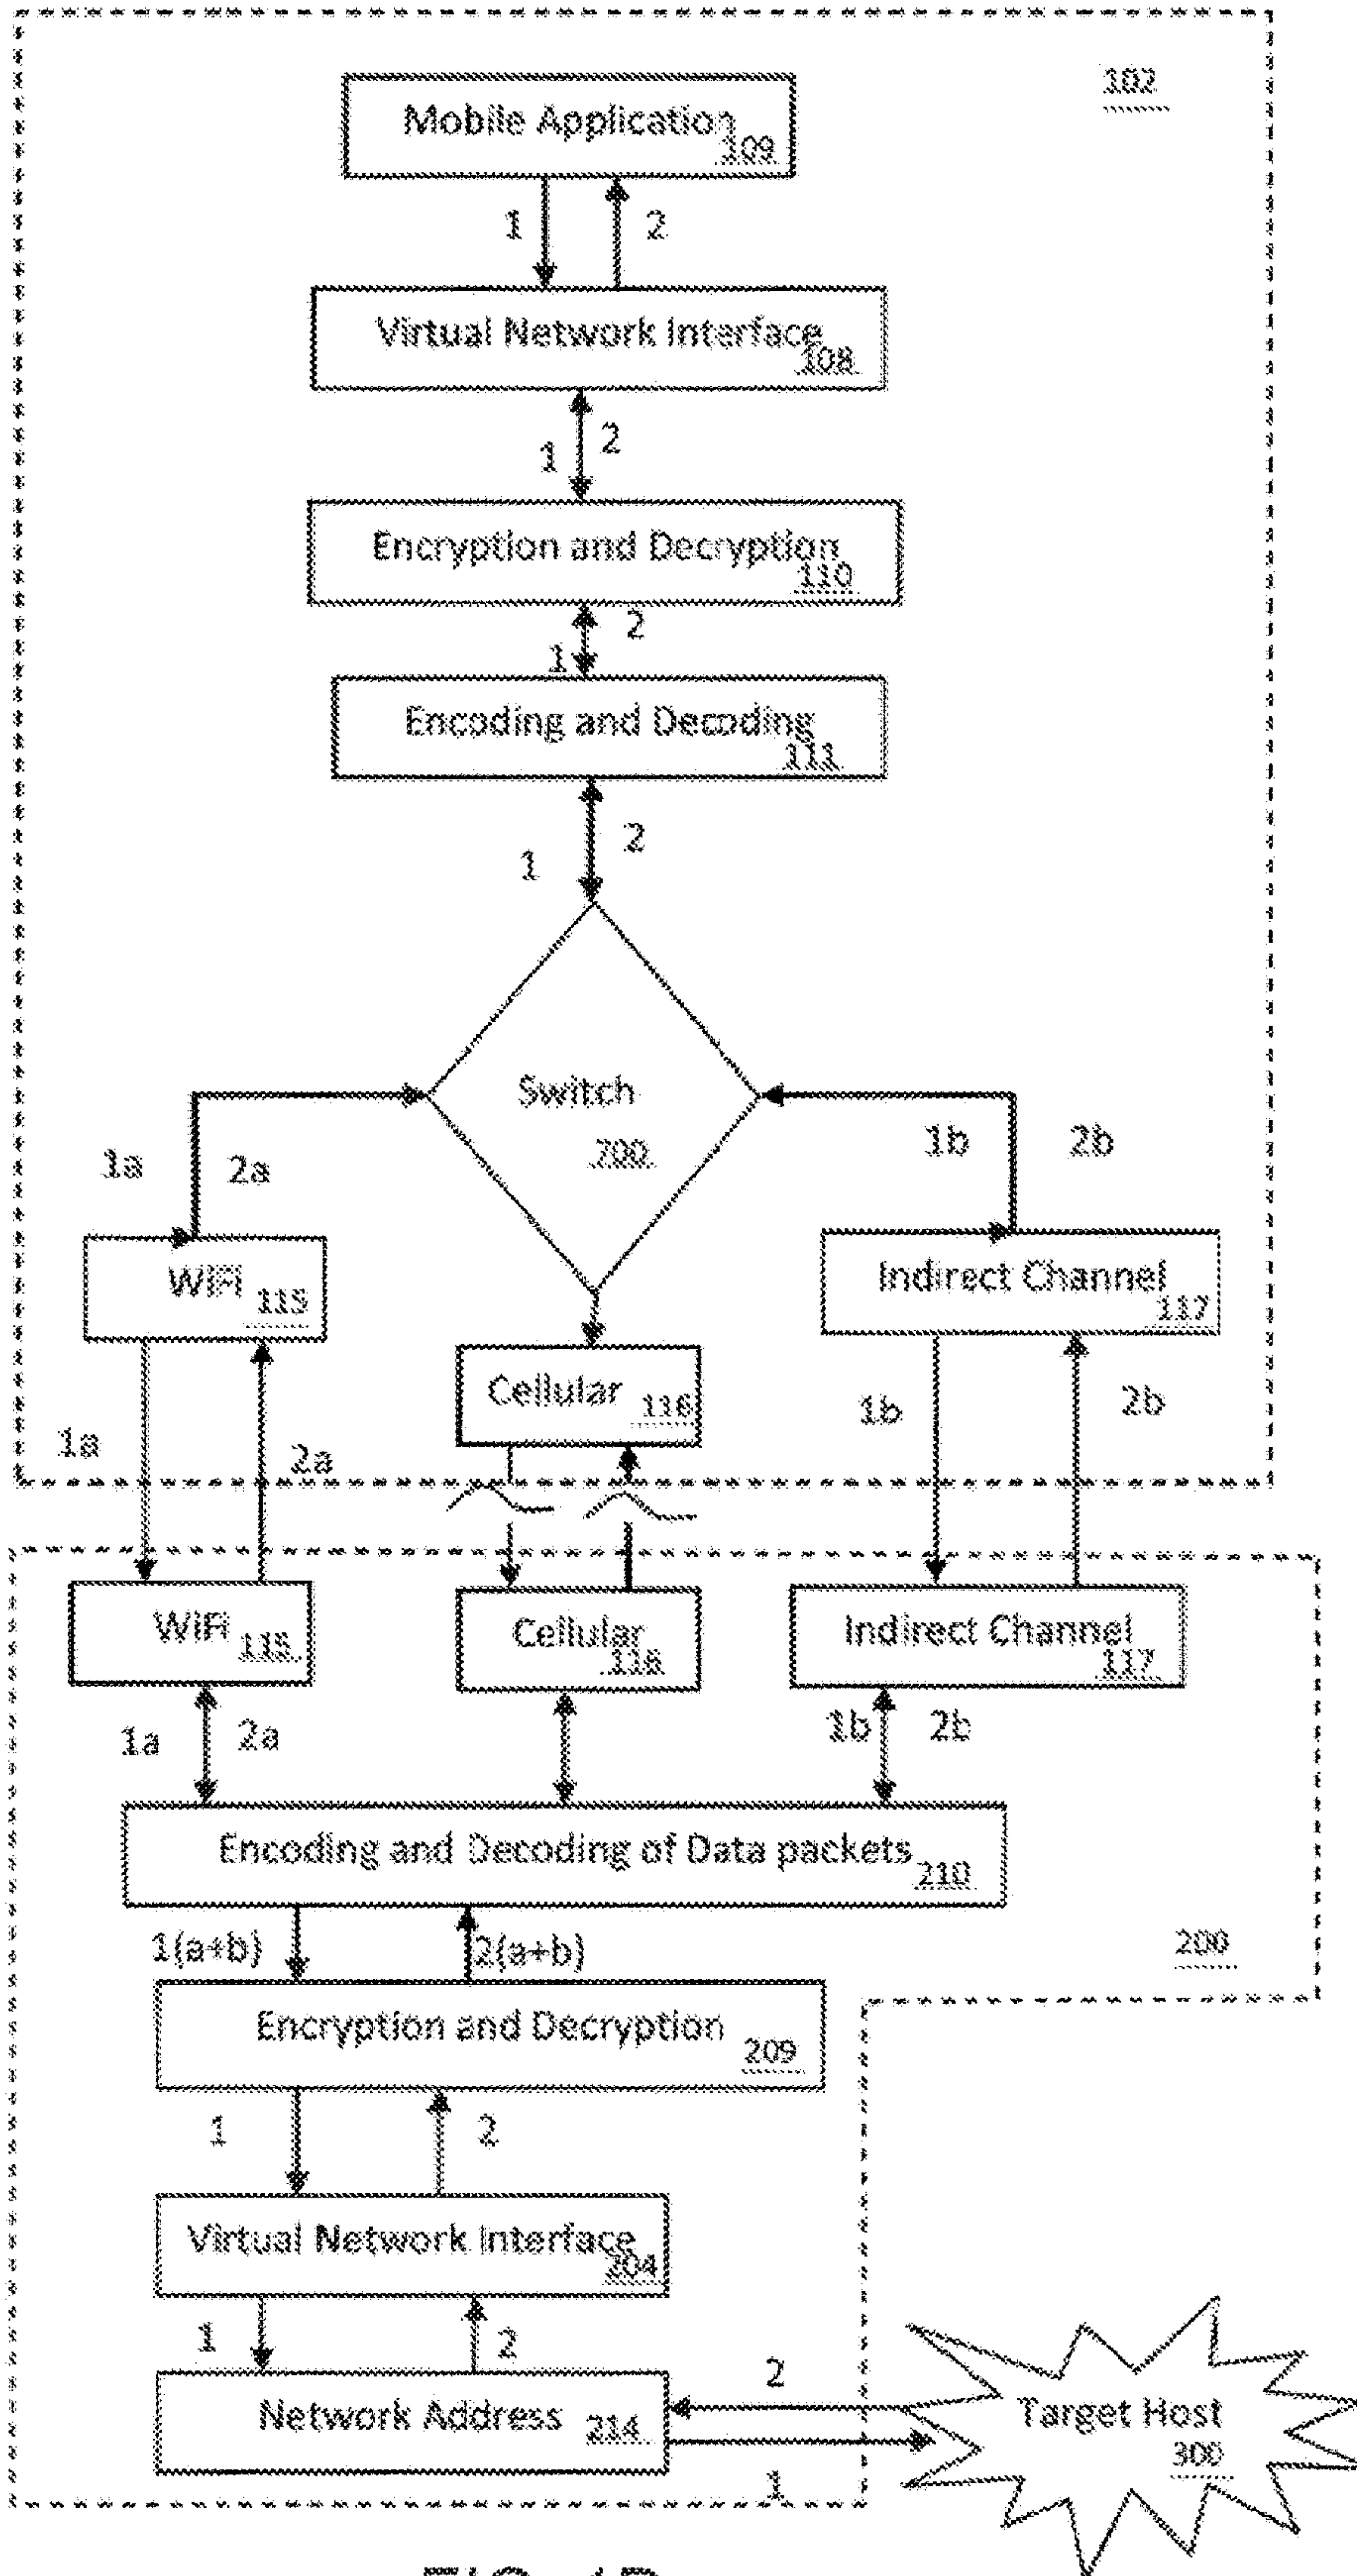 102
Mobile Application
109
1
2
Virtual Network Interface
108
1
2
Encryption and Decryption
110
1
2
Encoding and Decoding
111
1
2
Switch
700
1a
2a
1b
2b
WiFi
115
Indirect Channel
117
Cellular
116
1a
2a
1b
2b
WiFi
115
Cellular
116
Indirect Channel
117
1a
2a
1b
2b
Encoding and Decoding of Data packets
210
1(a+b)
2(a+b)
200
Encryption and Decryption
209
1
2
Virtual Network Interface
204
1
2
Network Address
214
2
1
Target Host
300